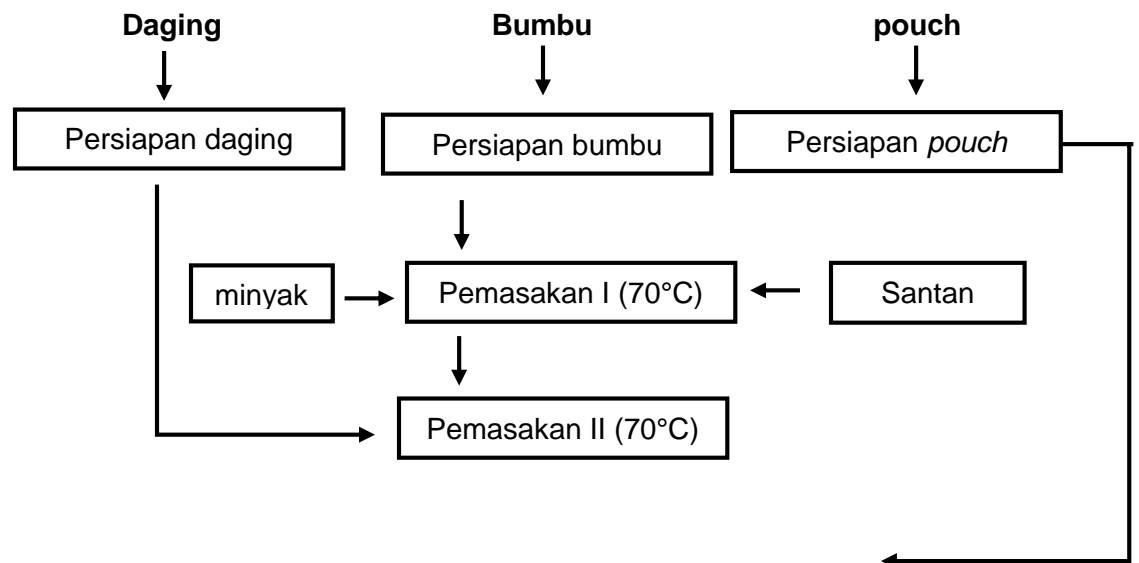 Daging
Bumbu
pouch
Persiapan daging
Persiapan bumbu
Persiapan pouch
minyak
Pemasakan I (70°C)
Santan
Pemasakan II (70°C)